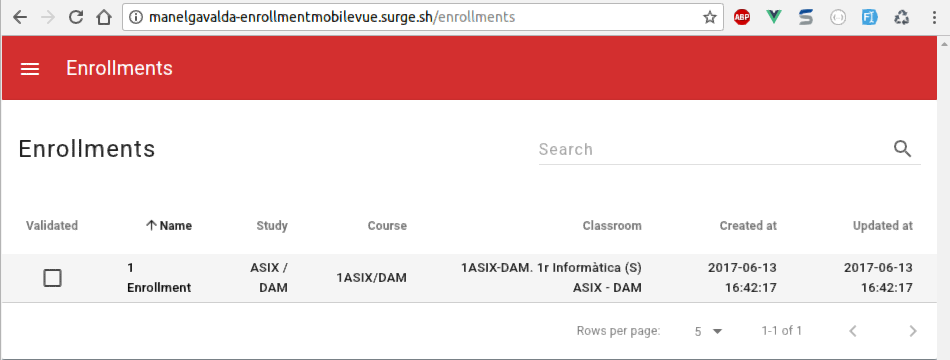 manelgavalda-enrollmentmobilevue.surge.sh/enrollments
ABP
Enrollments
Enrollments
Search
Validated Name Study Course Classroom Created at Updated at
1 ASIX / 1ASIX-DAM. 1r Informàtica (S) 2017-06-13 2017-06-13
1ASIX/DAM
Enrollment DAM ASIX - DAM 16:42:17 16:42:17
Rows per page: 5 1-1 of 1